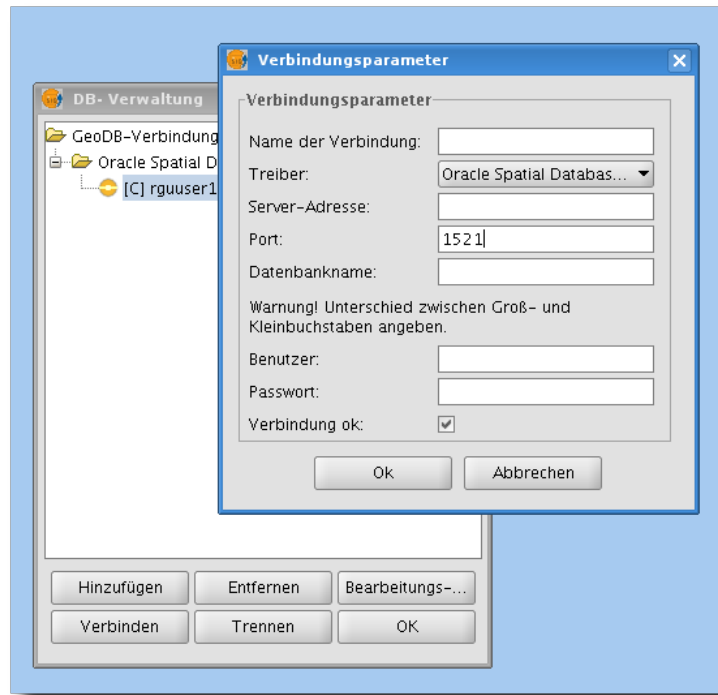 Verbindungsparameter
DB- Verwaltung
Verbindungsparameter
GeoDB-Verbindung
Oracle Spatial D
[C] rguuser1
Name der Verbindung:
Treiber: Oracle Spatial Databas...
Server-Adresse:
Port: 1521
Datenbankname:
Warnung! Unterschied zwischen Groß- und
Kleinbuchstaben angeben.
Benutzer:
Passwort:
Verbindung ok:
Ok Abbrechen
Hinzufügen Entfernen Bearbeitungs-...
Verbinden Trennen OK